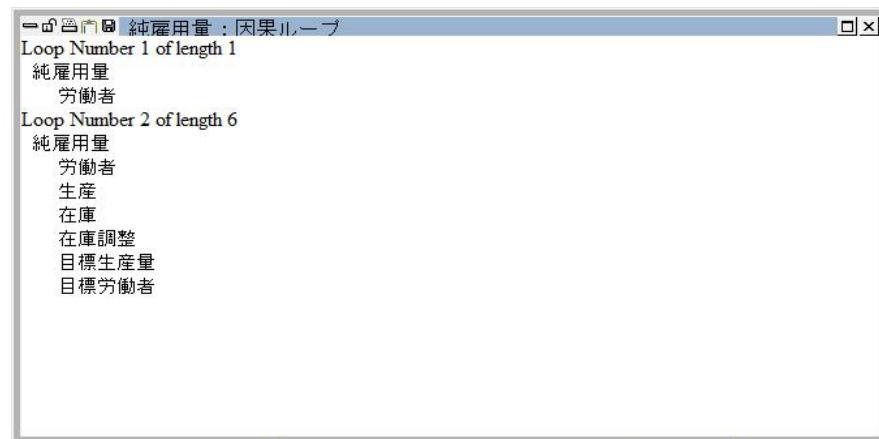 純雇用量：因果ループ
Loop Number 1 of length 1
純雇用量
労働者
Loop Number 2 of length 6
純雇用量
労働者
生産
在庫
在庫調整
目標生産量
目標労働者